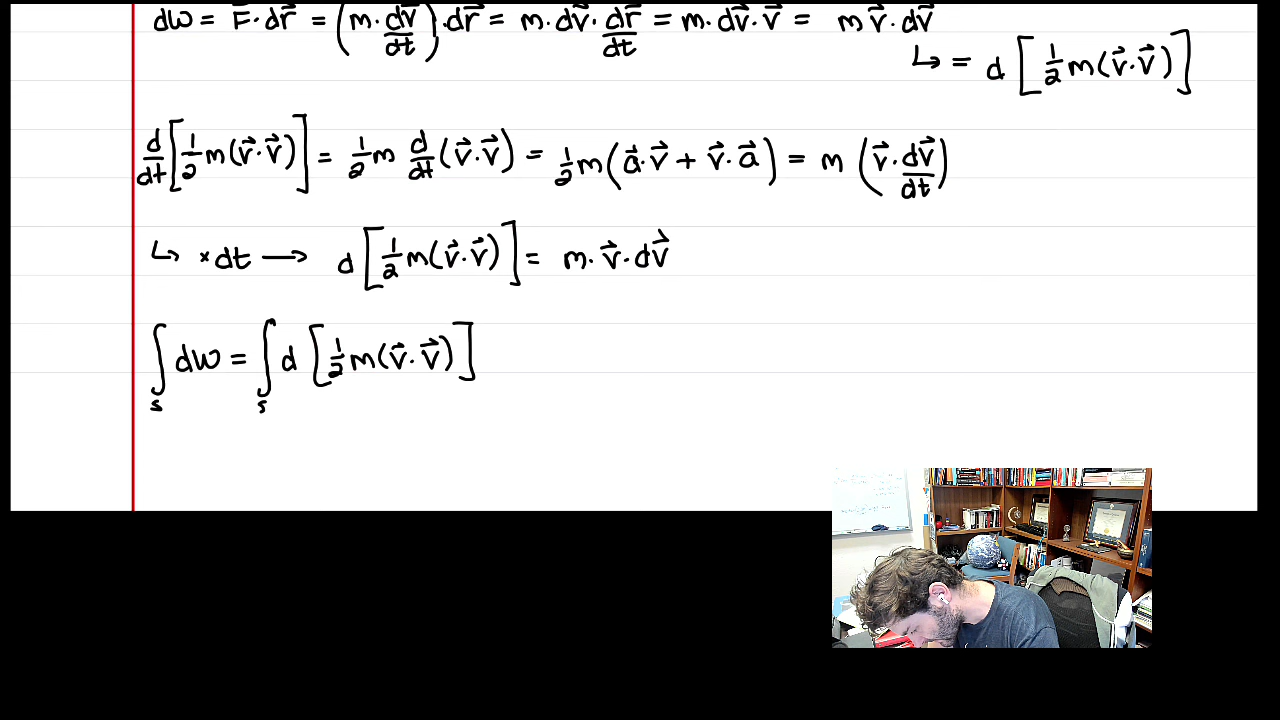 dw = F⃗·dr⃗ = (m·dv⃗/dt)·dr⃗ = m·dv⃗·dr⃗/dt = m·dv⃗·v⃗ = m v⃗·dv⃗
↳ = d[½m(v⃗·v⃗)]
d/dt[½m(v⃗·v⃗)] = ½m d/dt(v⃗·v⃗) = ½m(a⃗·v⃗ + v⃗·a⃗) = m(v⃗·dv⃗/dt)
↳ ×dt ⟶ d[½m(v⃗·v⃗)] = m·v⃗·dv⃗
∫ₛ dw = ∫ₛ d[½m(v⃗·v⃗)]